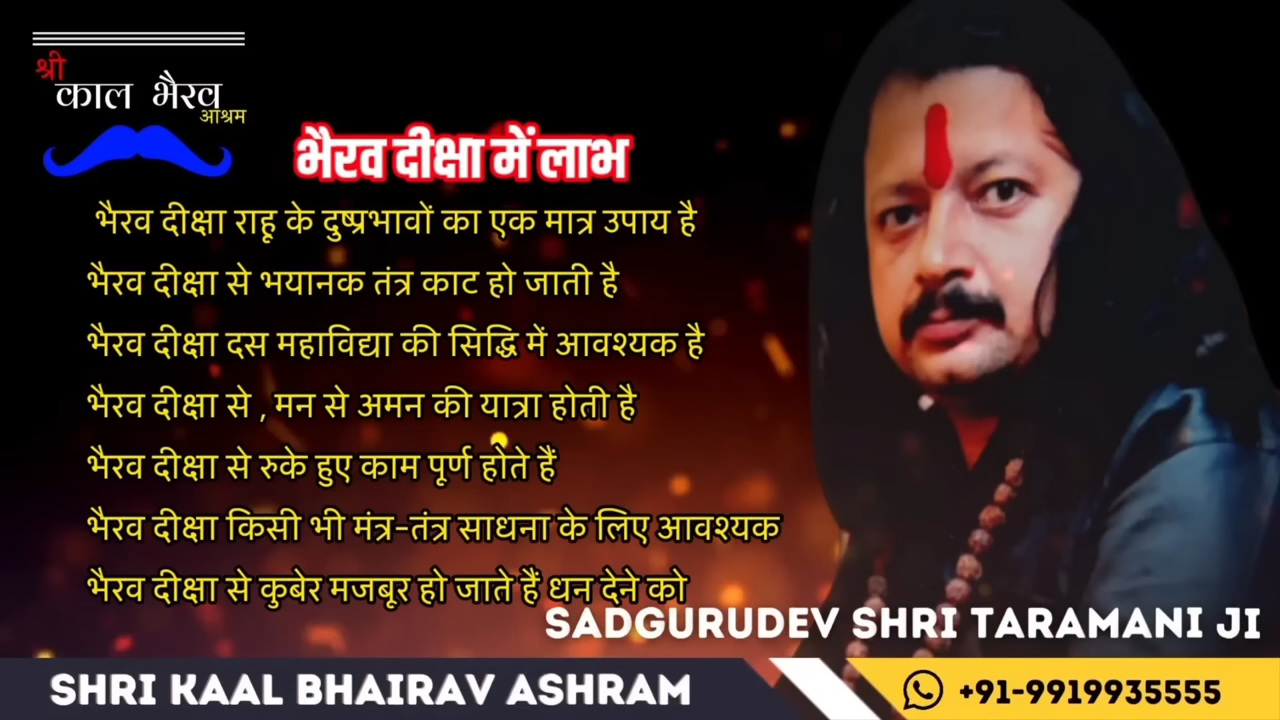 श्री
काल भैरव
आश्रम
भैरव दीक्षा में लाभ
भैरव दीक्षा राहू के दुष्प्रभावों का एक मात्र उपाय है
भैरव दीक्षा से भयानक तंत्र काट हो जाती है
भैरव दीक्षा दस महाविद्या की सिद्धि में आवश्यक है
भैरव दीक्षा से , मन से अमन की यात्रा होती है
भैरव दीक्षा से रुके हुए काम पूर्ण होते हैं
भैरव दीक्षा किसी भी मंत्र-तंत्र साधना के लिए आवश्यक
भैरव दीक्षा से कुबेर मजबूर हो जाते हैं धन देने को
SADGURUDEV SHRI TARAMANI JI
SHRI KAAL BHAIRAV ASHRAM
+91-9919935555